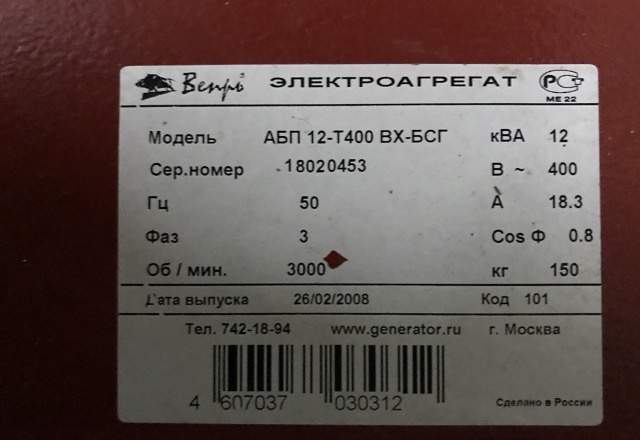 Вепрь ЭЛЕКТРОАГРЕГАТ РС
МЕ 22
Модель АБП 12-Т400 ВХ-БСГ кВА 12
Сер.номер 18020453 В ~ 400
Гц 50 А 18.3
Фаз 3 Cos Ф 0.8
Об / мин. 3000 кг 150
Дата выпуска 26/02/2008 Код 101
Тел. 742-18-94 www.generator.ru г. Москва
4 607037 030312
Сделано в России